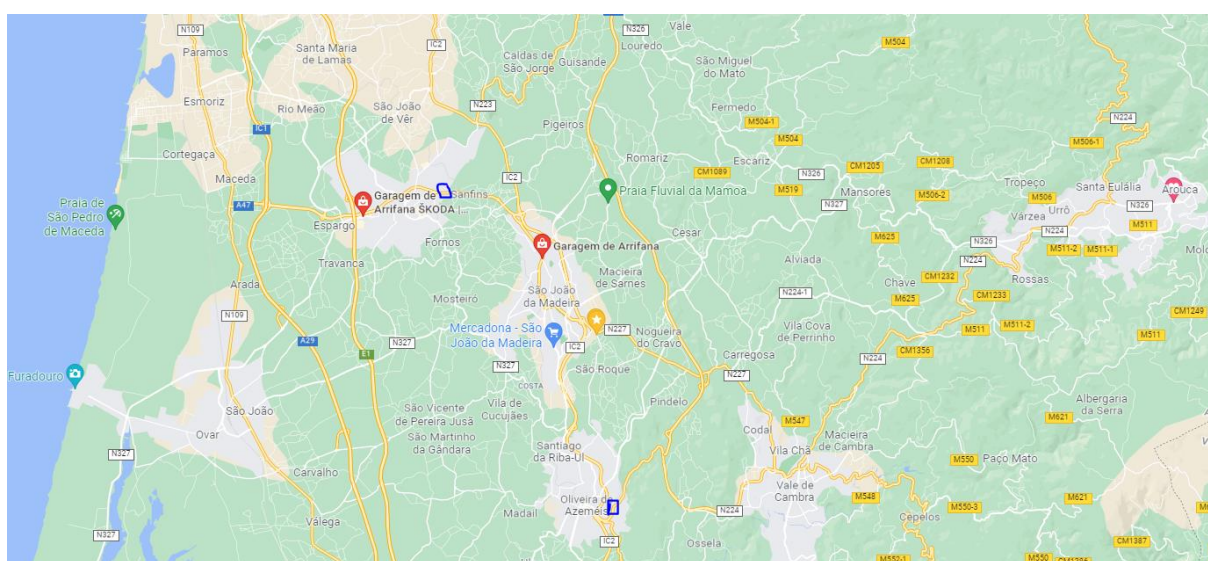 N109
Paramos
Santa Maria
de Lamas
IC2
Caldas de
São Jorge
Guisande
N326
Louredo
Vale
M504
São Miguel
do Mato
Esmoriz
Rio Meão
São João
de Vêr
N223
Fermedo
M504-1
M504
N224
IC1
Pigeiros
M506-1
Cortegaça
Romariz
Escariz
N326
CM1205
CM1208
Maceda
IC2
CM1089
Praia de
São Pedro
de Maceda
A47
Garagem de
Arrifana ŠKODA |...
Sanfins
Praia Fluvial da Mamoa
M519
Mansores
M506-2
Tropeço
M506
Santa Eulália
Arouca
N327
N326
Espargo
Fornos
Garagem de Arrifana
Cesar
M625
Várzea
Urrô
N224
M511
N326
M511-2
M511-1
Travanca
Macieira
de Sarnes
Alviada
N224
Rossas
Arada
Mosteiró
São João
da Madeira
N224-1
Chave
CM1232
CM1233
M625
N109
Mercadona - São
João da Madeira
N227
Nogueira
do Cravo
Vila Cova
de Perrinho
M511
M511-2
CM1249
M511
A29
E1
N327
IC2
Carregosa
N224
CM1356
Furadouro
N327
São Roque
N227
COSTA
São João
São Vicente
de Pereira Jusã
Vila de
Cucujães
Pindelo
Albergaria
da Serra
M547
M621
Ovar
São Martinho
da Gândara
Santiago
da Riba-Ul
Codal
Macieira
de Cambra
N327
Vila Chã
M550
Paço Mato
Carvalho
Oliveira de
Azeméis
Vale de
Cambra
M548
M621
Válega
Madail
N224
Cepelos
M550-3
N327
IC2
Ossela
CM1387
M552-1
M550